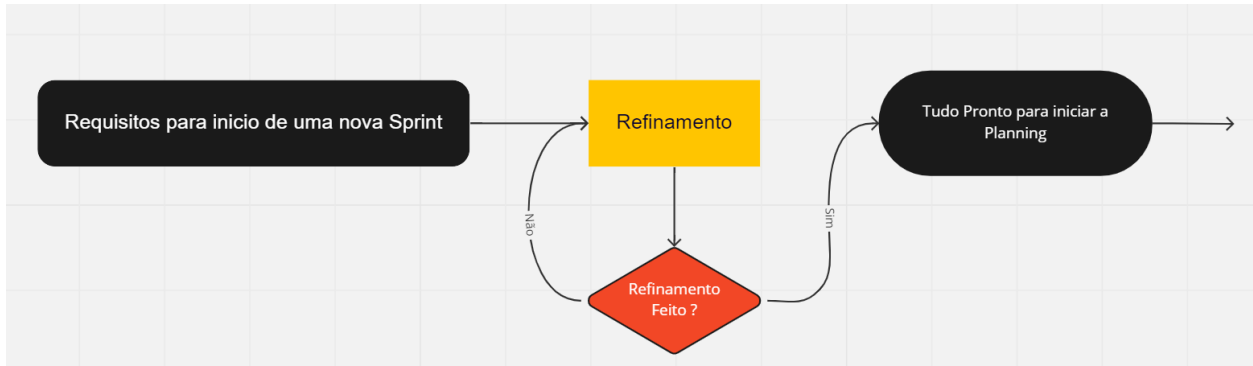 Requisitos para inicio de uma nova Sprint
Refinamento
Tudo Pronto para iniciar a
Planning
Não
Sim
Refinamento
Feito ?